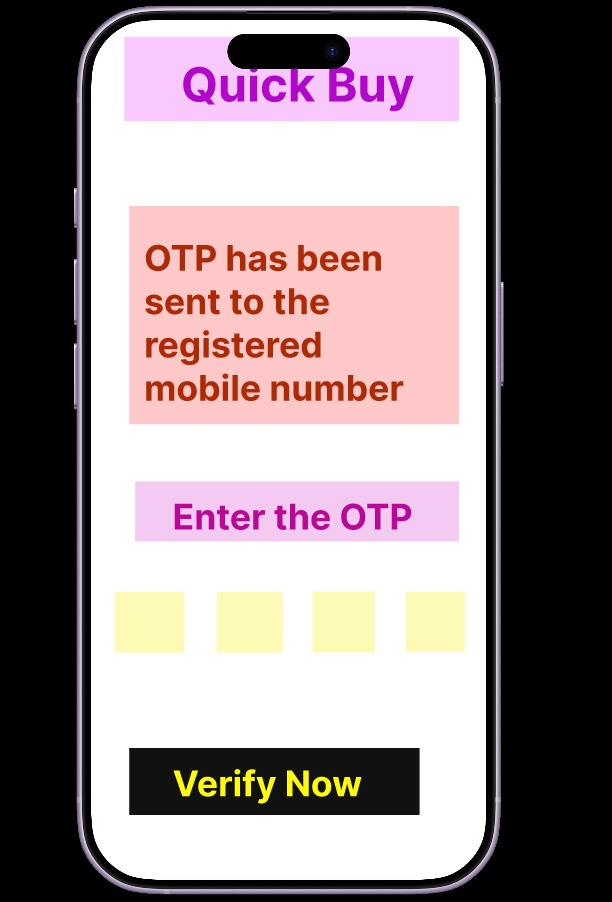 Quick Buy
OTP has been
sent to the
registered
mobile number
Enter the OTP
Verify Now